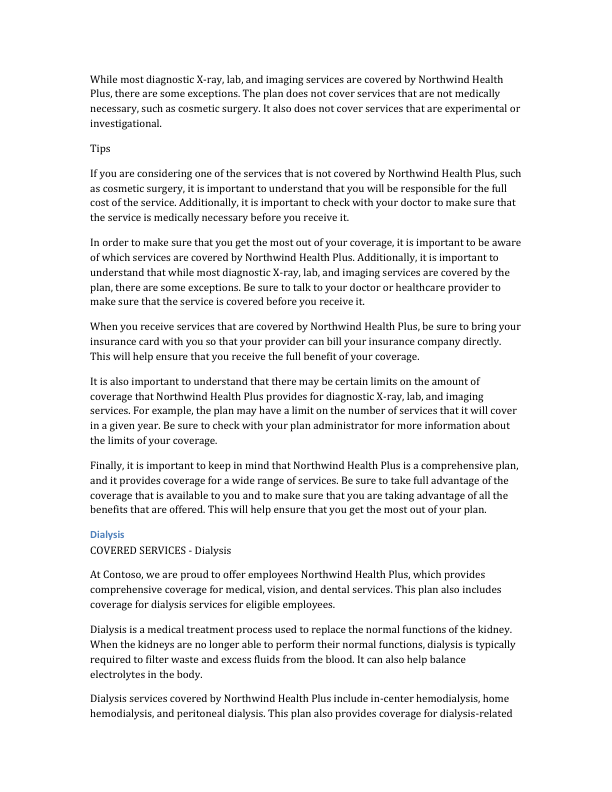 While most diagnostic X-ray, lab, and imaging services are covered by Northwind Health
Plus, there are some exceptions. The plan does not cover services that are not medically
necessary, such as cosmetic surgery. It also does not cover services that are experimental or
investigational.
Tips
If you are considering one of the services that is not covered by Northwind Health Plus, such
as cosmetic surgery, it is important to understand that you will be responsible for the full
cost of the service. Additionally, it is important to check with your doctor to make sure that
the service is medically necessary before you receive it.
In order to make sure that you get the most out of your coverage, it is important to be aware
of which services are covered by Northwind Health Plus. Additionally, it is important to
understand that while most diagnostic X-ray, lab, and imaging services are covered by the
plan, there are some exceptions. Be sure to talk to your doctor or healthcare provider to
make sure that the service is covered before you receive it.
When you receive services that are covered by Northwind Health Plus, be sure to bring your
insurance card with you so that your provider can bill your insurance company directly.
This will help ensure that you receive the full benefit of your coverage.
It is also important to understand that there may be certain limits on the amount of
coverage that Northwind Health Plus provides for diagnostic X-ray, lab, and imaging
services. For example, the plan may have a limit on the number of services that it will cover
in a given year. Be sure to check with your plan administrator for more information about
the limits of your coverage.
Finally, it is important to keep in mind that Northwind Health Plus is a comprehensive plan,
and it provides coverage for a wide range of services. Be sure to take full advantage of the
coverage that is available to you and to make sure that you are taking advantage of all the
benefits that are offered. This will help ensure that you get the most out of your plan.
Dialysis
COVERED SERVICES - Dialysis
At Contoso, we are proud to offer employees Northwind Health Plus, which provides
comprehensive coverage for medical, vision, and dental services. This plan also includes
coverage for dialysis services for eligible employees.
Dialysis is a medical treatment process used to replace the normal functions of the kidney.
When the kidneys are no longer able to perform their normal functions, dialysis is typically
required to filter waste and excess fluids from the blood. It can also help balance
electrolytes in the body.
Dialysis services covered by Northwind Health Plus include in-center hemodialysis, home
hemodialysis, and peritoneal dialysis. This plan also provides coverage for dialysis-related